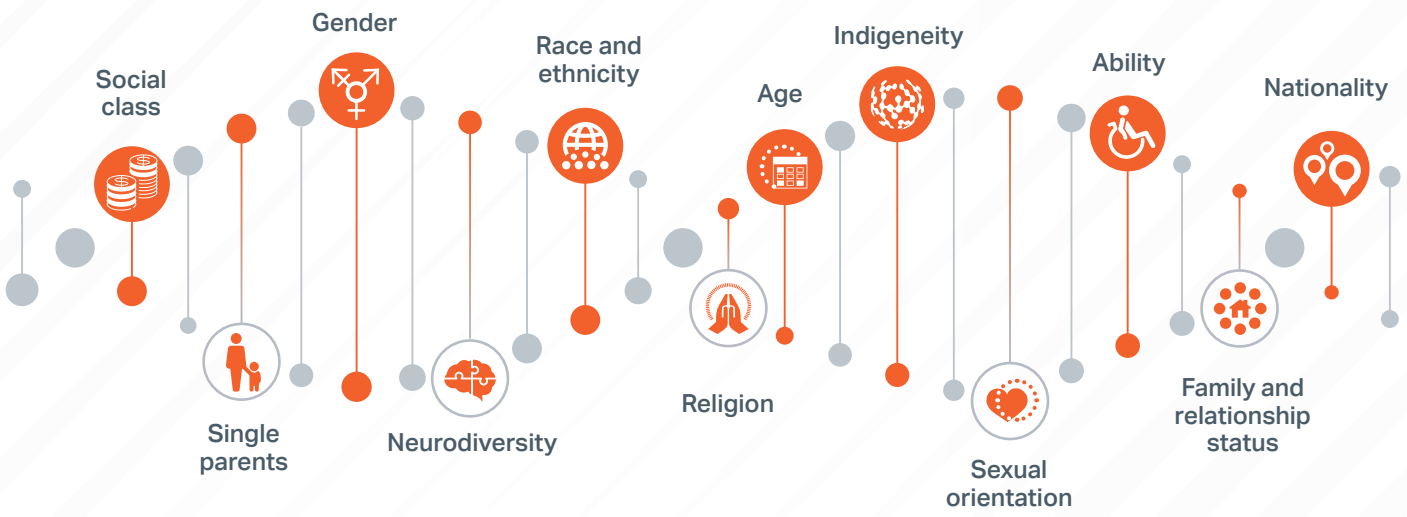 Social
class
Single
parents
Gender
Neurodiversity
Race and
ethnicity
Religion
Age
Indigeneity
Sexual
orientation
Ability
Family and
relationship
status
Nationality